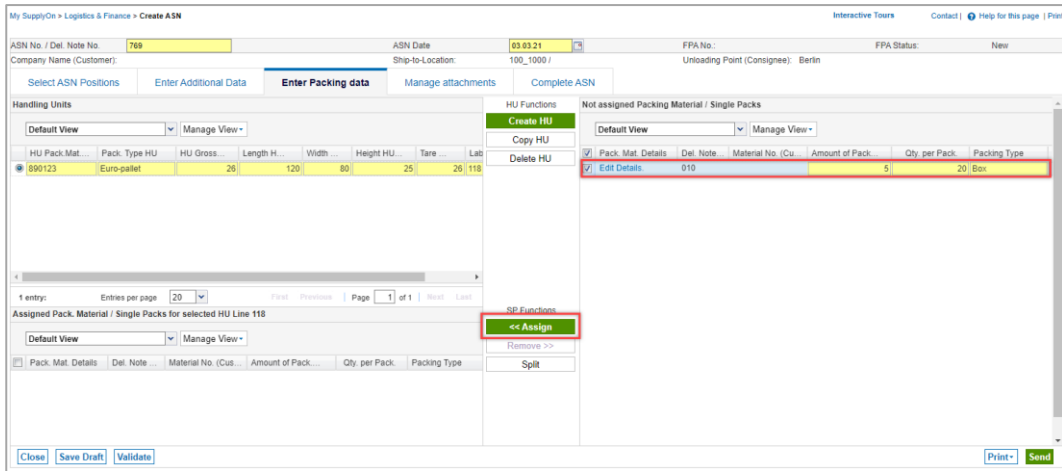 My SupplyOn > Logistics & Finance > Create ASN
Interactive Tours Contact | Help for this page | Print
ASN No. / Del. Note No. 769 ASN Date 03.03.21 FPA No.: FPA Status: New
Company Name (Customer): Ship-to-Location: 100_1000 / Unloading Point (Consignee): Berlin
Select ASN Positions Enter Additional Data Enter Packing data Manage attachments Complete ASN
Handling Units
Default View Manage View
HU Pack.Mat.... Pack. Type HU HU Gross... Length H... Width ... Height HU... Tare ... Lab
890123 Euro-pallet 26 120 80 25 26 118
1 entry: Entries per page 20 First Previous Page 1 of 1 Next Last
HU Functions
Create HU
Copy HU
Delete HU
Not assigned Packing Material / Single Packs
Default View Manage View
Pack. Mat. Details Del. Note... Material No. (Cu... Amount of Pack... Qty. per Pack. Packing Type
Edit Details 010 5 20 Box
Assigned Pack. Material / Single Packs for selected HU Line 118
Default View Manage View
Pack. Mat. Details Del. Note ... Material No. (Cus... Amount of Pack.... Qty. per Pack. Packing Type
SP Functions
<< Assign
Remove >>
Split
Close Save Draft Validate Print Send